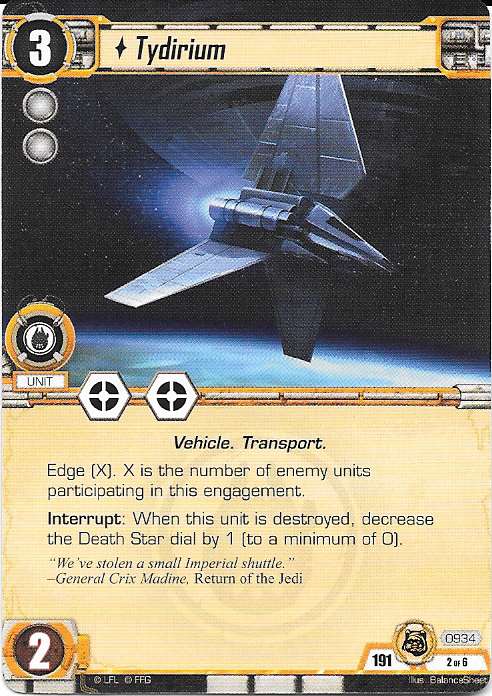 3
Tydirium
UNIT
Vehicle. Transport.
Edge (X). X is the number of enemy units
participating in this engagement.
Interrupt: When this unit is destroyed, decrease
the Death Star dial by 1 (to a minimum of 0).
“We’ve stolen a small Imperial shuttle.”
–General Crix Madine, Return of the Jedi
2
© LFL © FFG
191
0934
2 OF 6
Illus. BalanceSheet